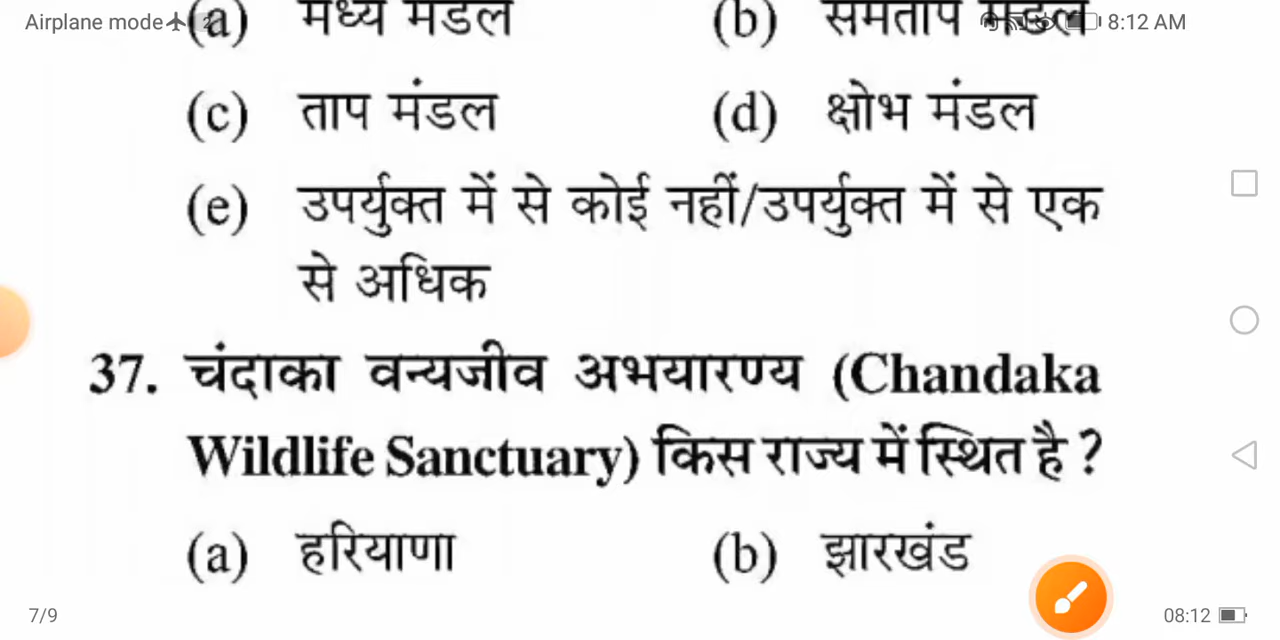 Airplane mode
(a) मध्य मंडल (b) समताप मंडल 8:12 AM
(c) ताप मंडल (d) क्षोभ मंडल
(e) उपर्युक्त में से कोई नहीं/उपर्युक्त में से एक
से अधिक
37. चंदाका वन्यजीव अभयारण्य (Chandaka
Wildlife Sanctuary) किस राज्य में स्थित है ?
(a) हरियाणा (b) झारखंड
7/9 08:12